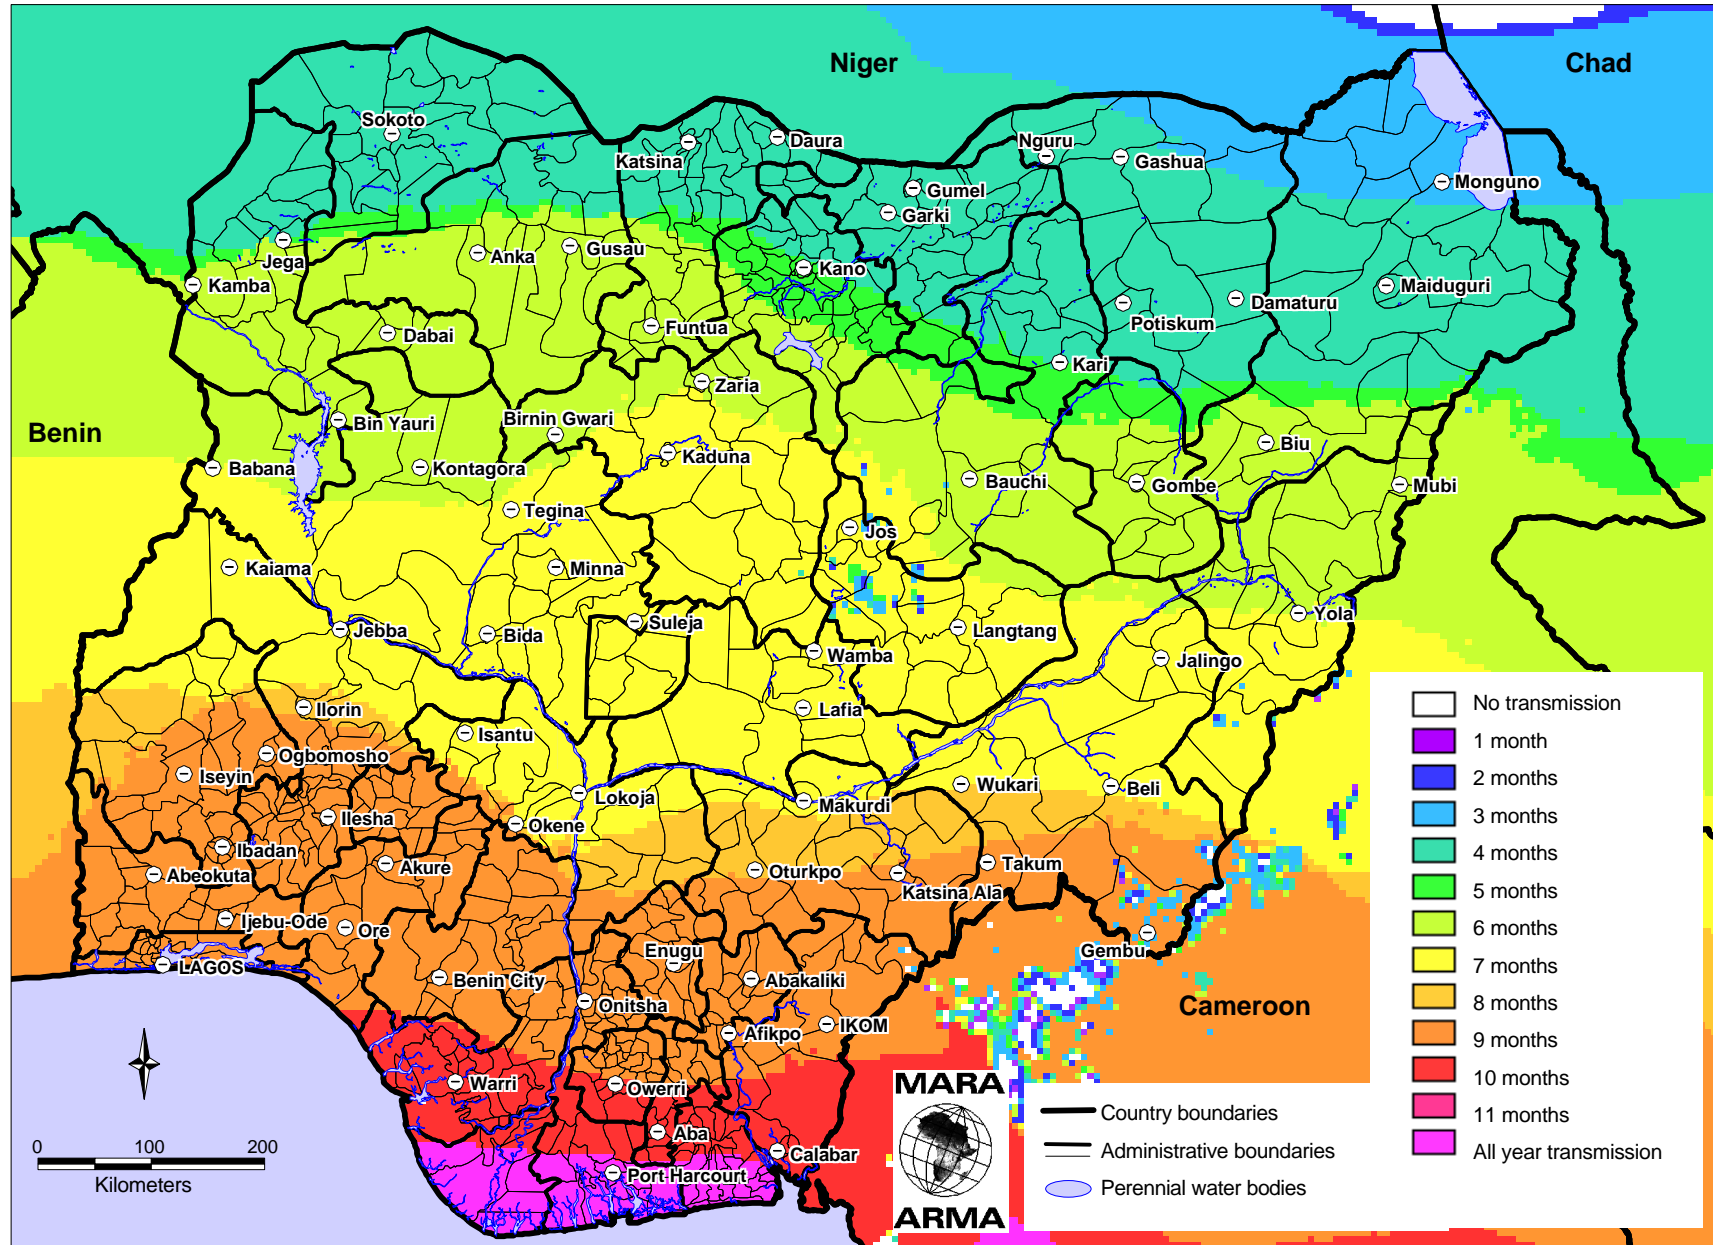 Niger
Chad
Sokoto
Katsina
Daura
Nguru
Gashua
Gumel
Monguno
Garki
Jega
Anka
Gusau
Kano
Kamba
Maiduguri
Damaturu
Potiskum
Dabai
Funtua
Kari
Zaria
Benin
Bin Yauri
Birnin Gwari
Biu
Kaduna
Babana
Kontagora
Bauchi
Gombe
Mubi
Tegina
Jos
Kaiama
Minna
Yola
Jebba
Bida
Suleja
Langtang
Wamba
Jalingo
Ilorin
Lafia
Isantu
Ogbomosho
Iseyin
Wukari
Beli
Lokoja
Makurdi
Ilesha
Okene
Ibadan
Akure
Oturkpo
Takum
Abeokuta
Katsina Ala
Ijebu-Ode
Ore
Enugu
Gembu
LAGOS
Benin City
Abakaliki
Onitsha
Cameroon
Afikpo
IKOM
Warri
Owerri
Aba
Calabar
Port Harcourt
No transmission
1 month
2 months
3 months
4 months
5 months
6 months
7 months
8 months
9 months
10 months
11 months
All year transmission
MARA
ARMA
Country boundaries
Administrative boundaries
Perennial water bodies
0 100 200
Kilometers